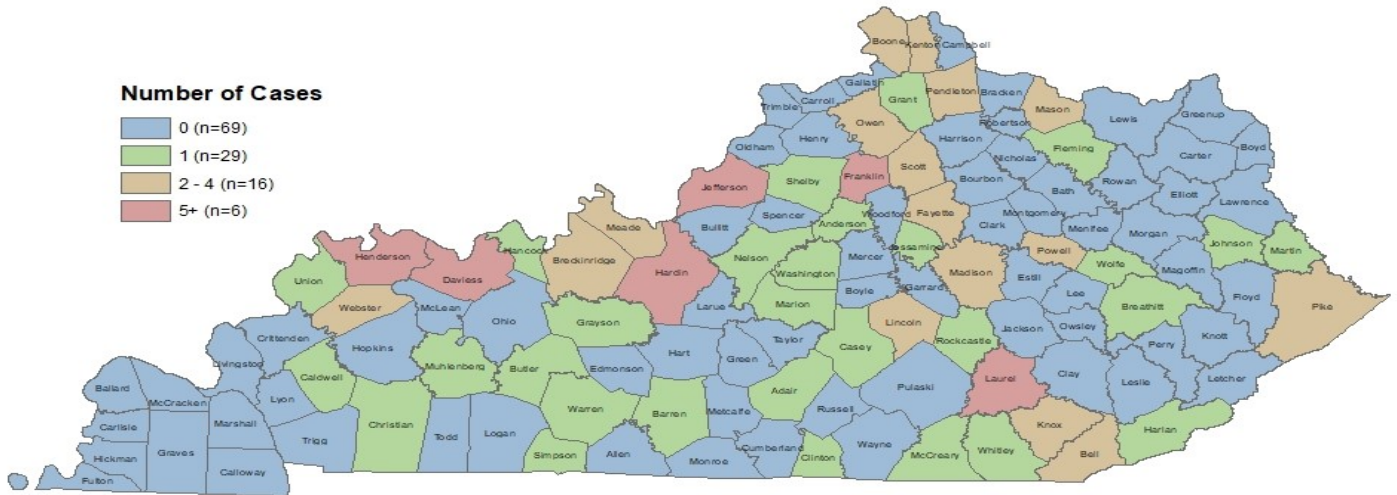 Number of Cases
0 (n=69)
1 (n=29)
2 - 4 (n=16)
5+ (n=6)
Boone Kenton Campbell
Gallatin Grant Pendleton Bracken Mason
Trimble Carroll Owen Robertson Lewis Greenup
Oldham Henry Harrison Fleming Carter Boyd
Jefferson Shelby Franklin Scott Nicholas Bourbon Rowan Bath Elliott Lawrence
Bullitt Spencer Anderson Woodford Fayette Clark Montgomery Menifee Morgan
Meade Hancock Breckinridge Hardin Nelson Washington Mercer Jessamine Madison Powell Wolfe Johnson Martin
Union Henderson Daviess Larue Marion Boyle Garrard Estill Lee Magoffin Floyd Pike
Webster McLean Ohio Grayson Taylor Lincoln Rockcastle Jackson Owsley Breathitt Perry Knott
Crittenden Livingston Hopkins Muhlenberg Butler Edmonson Hart Green Casey Pulaski Laurel Clay Leslie Letcher
Ballard McCracken Caldwell Lyon Warren Barren Metcalfe Adair Russell
Carlisle Graves Marshall Trigg Christian Todd Logan Cumberland Wayne Knox Harlan
Hickman Fulton Calloway Simpson Allen Monroe Clinton McCreary Whitley Bell